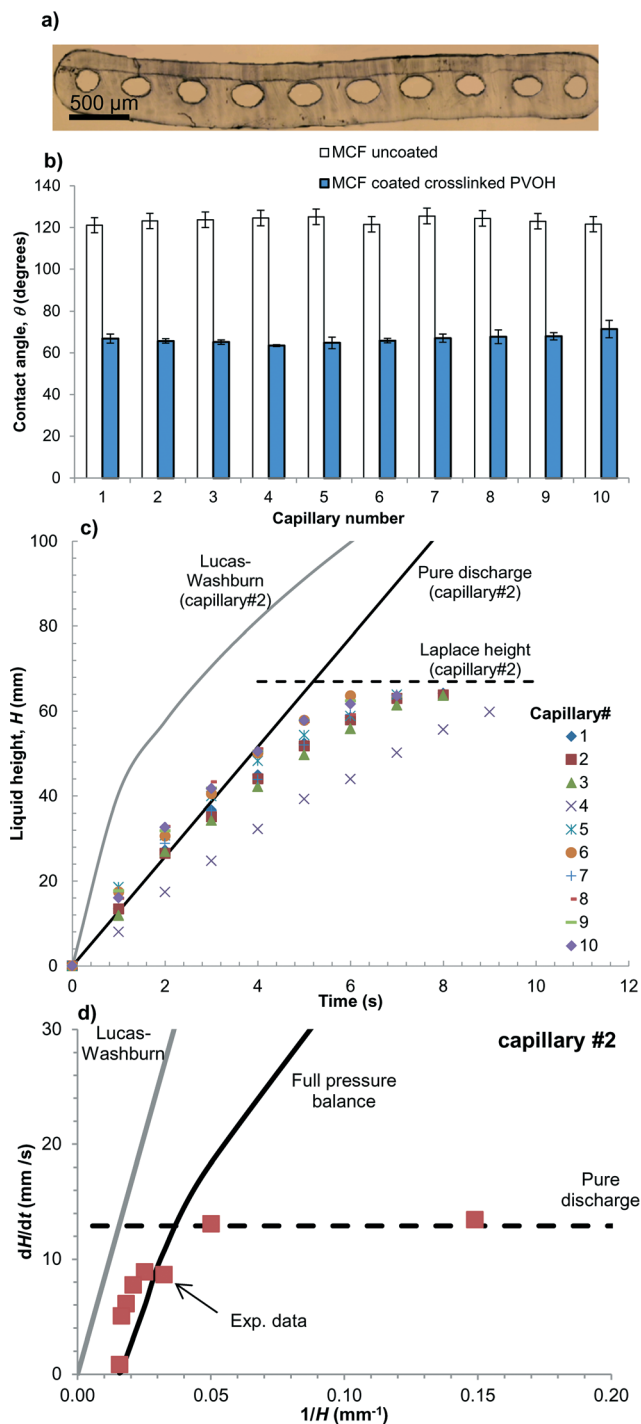 a)
500 µm
b)
MCF uncoated
MCF coated crosslinked PVOH
Contact angle, θ (degrees)
140
120
100
80
60
40
20
0
1 2 3 4 5 6 7 8 9 10
Capillary number
c)
Liquid height, H (mm)
100
80
60
40
20
0
Lucas-
Washburn
(capillary#2)
Pure discharge
(capillary#2)
Laplace height
(capillary#2)
Capillary#
1
2
3
4
5
6
7
8
9
10
0 2 4 6 8 10 12
Time (s)
d)
capillary #2
dH/dt (mm /s)
30
20
10
0
Lucas-
Washburn
Full pressure
balance
Pure
discharge
Exp. data
0.00 0.05 0.10 0.15 0.20
1/H (mm⁻¹)